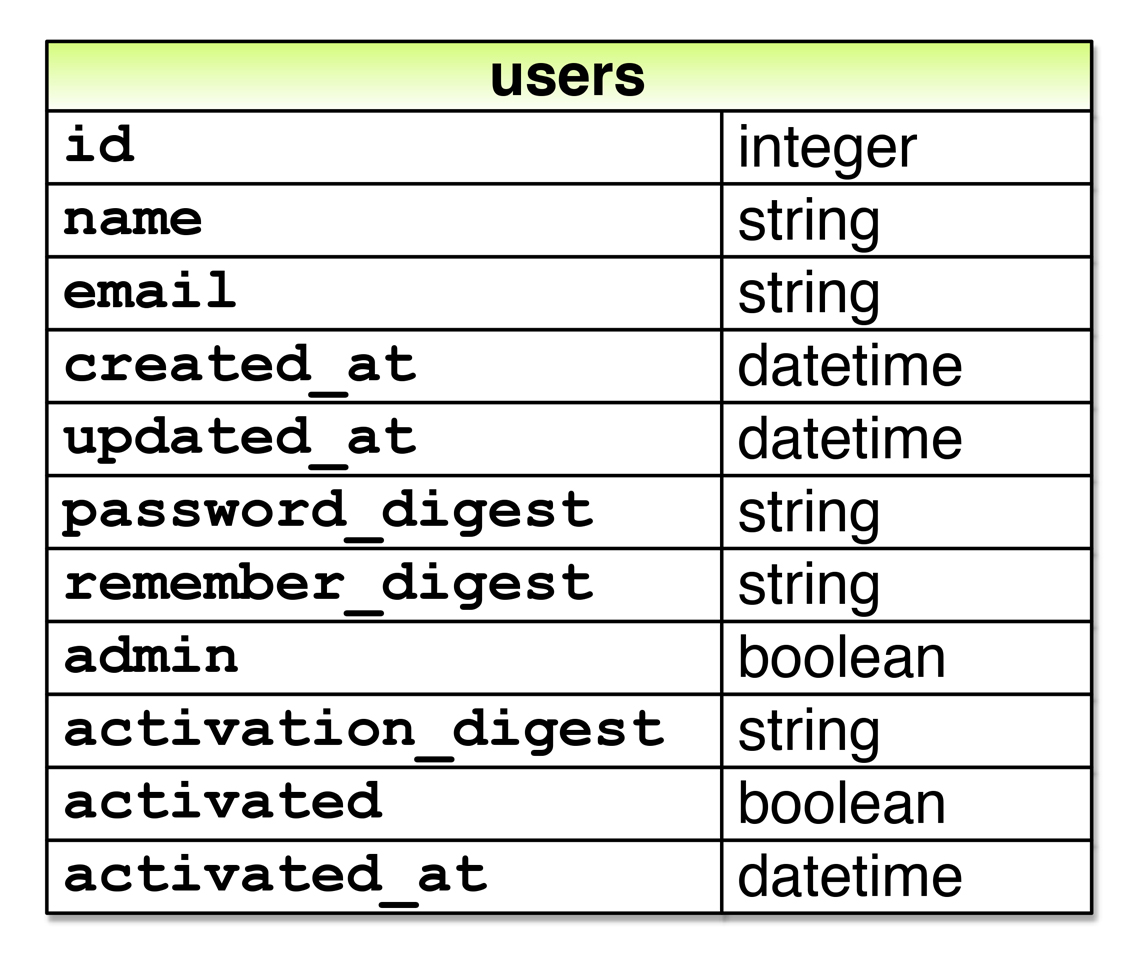 users
id integer
name string
email string
created_at datetime
updated_at datetime
password_digest string
remember_digest string
admin boolean
activation_digest string
activated boolean
activated_at datetime